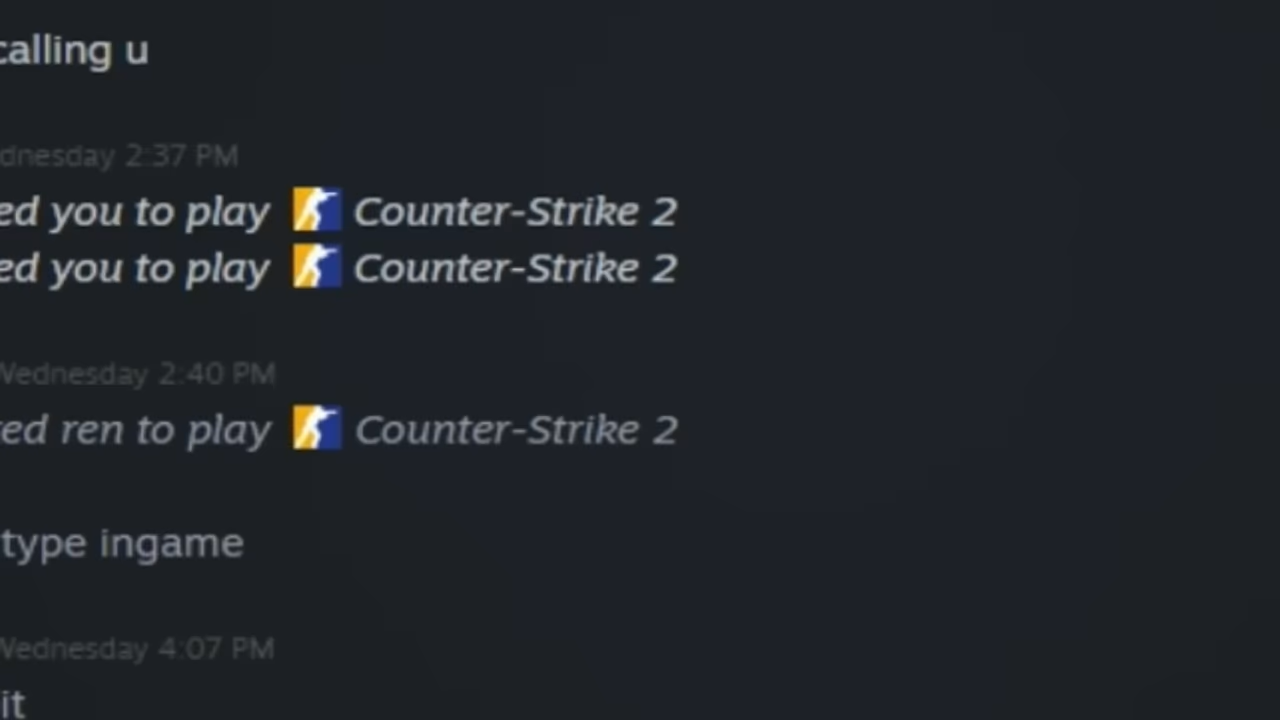 calling u
dnesday 2:37 PM
ed you to play Counter-Strike 2
ed you to play Counter-Strike 2
Wednesday 2:40 PM
ed ren to play Counter-Strike 2
type ingame
Wednesday 4:07 PM
it